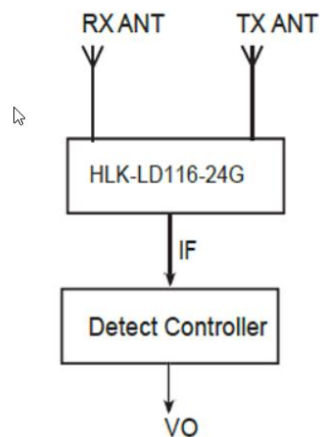 RX ANT TX ANT
HLK-LD116-24G
IF
Detect Controller
VO